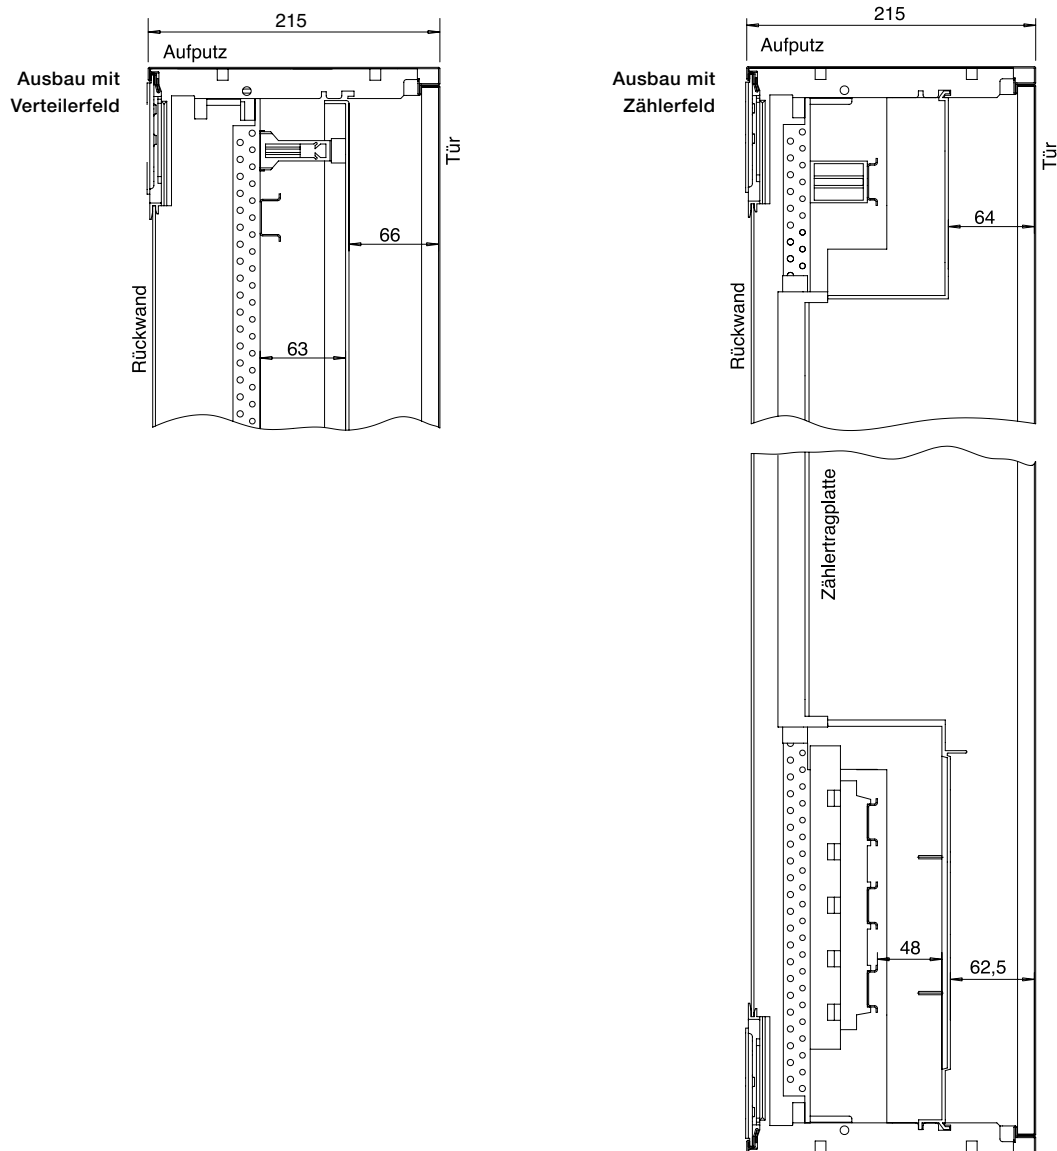 215
Aufputz
Ausbau mit
Verteilerfeld
Tür
66
Rückwand
63
215
Aufputz
Ausbau mit
Zählerfeld
Tür
64
Rückwand
Zählertragplatte
48
62,5